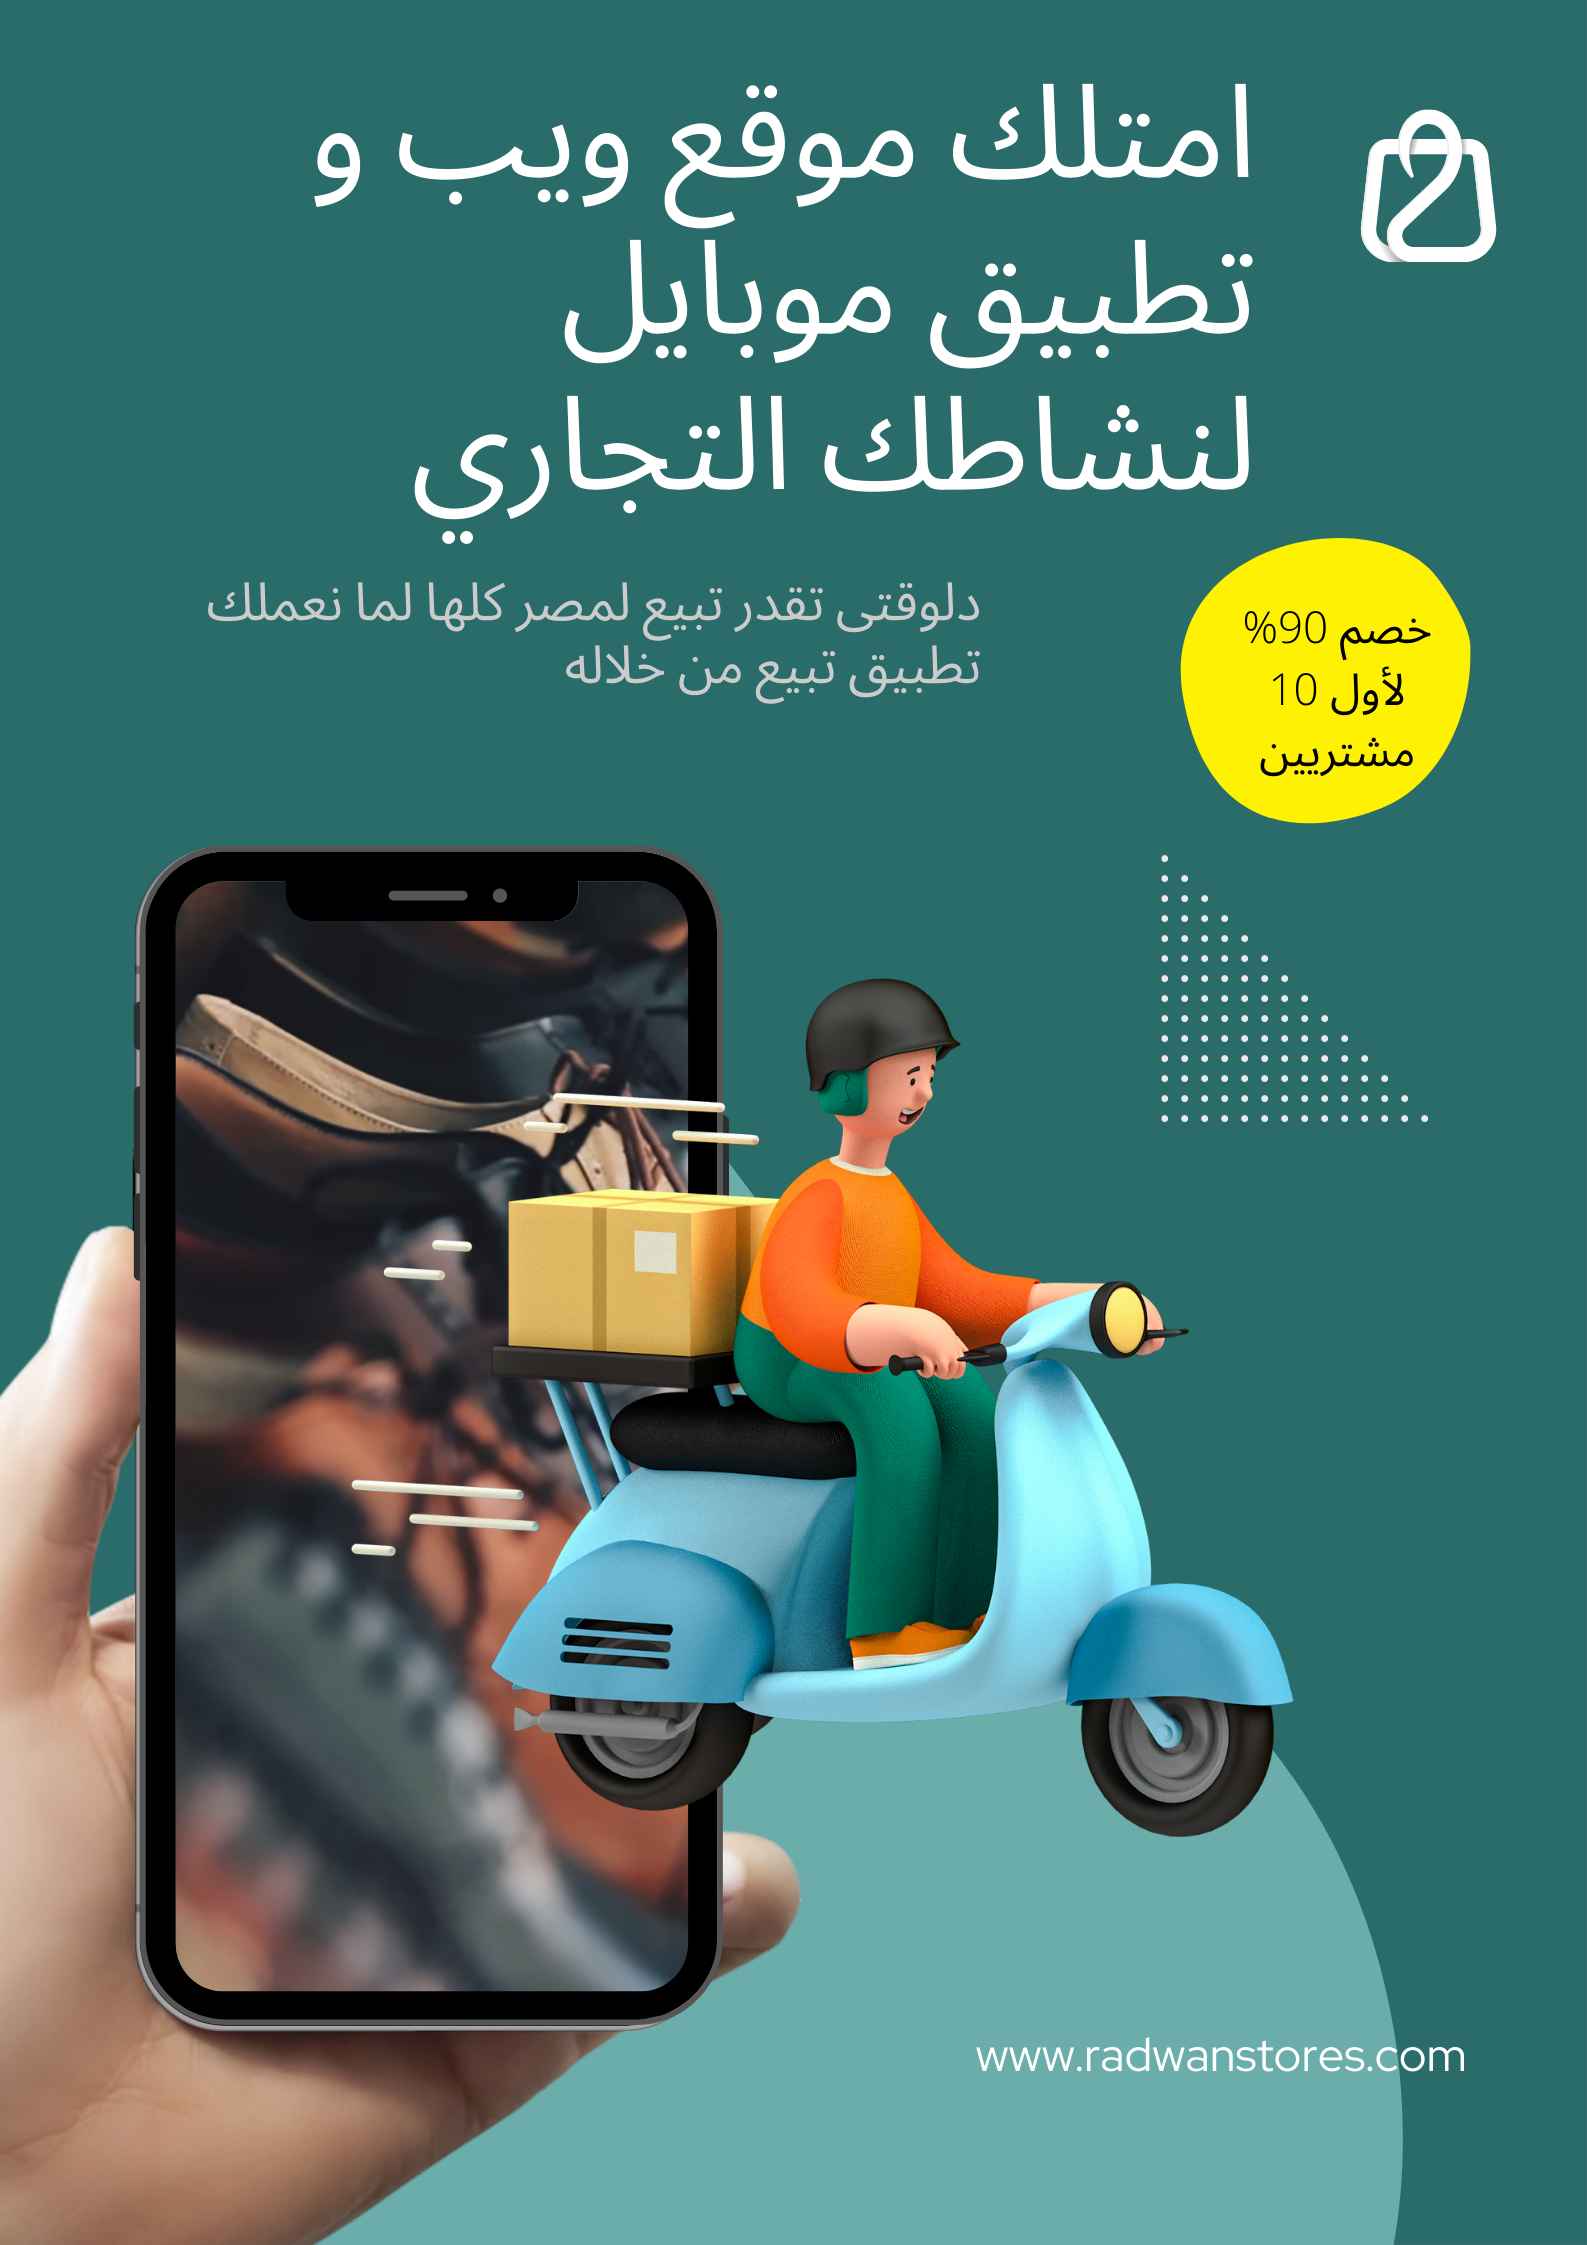 امتلك موقع ويب و
تطبيق موبايل
لنشاطك التجاري
دلوقتى تقدر تبيع لمصر كلها لما نعملك
تطبيق تبيع من خلاله
خصم 90%
لأول 10
مشتريين
www.radwanstores.com